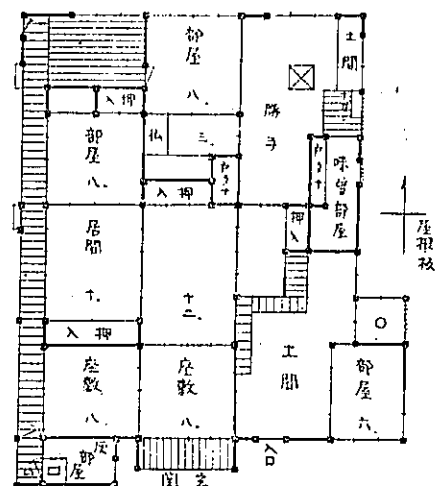 部屋
八.
土間
勝手
押入
仏
三.
部屋
八.
押入
味噌部屋
押入
居間
十.
十二.
押入
座敷
八.
座敷
八.
土間
部屋
六.
部屋
入口
玄関